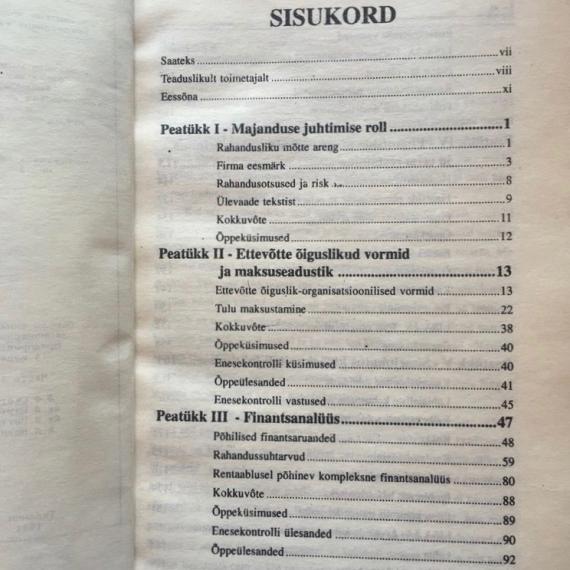 SISUKORD
Saateks ........ vii
Teaduslikult toimetajalt ........ viii
Eessõna ........ xi
Peatükk I - Majanduse juhtimise roll ........ 1
Rahandusliku mõtte areng ........ 1
Firma eesmärk ........ 3
Rahandusotsused ja risk ........ 8
Ülevaade tekstist ........ 9
Kokkuvõte ........ 11
Õppeküsimused ........ 12
Peatükk II - Ettevõtte õiguslikud vormid
ja maksuseadustik ........ 13
Ettevõtte õiguslik-organisatsioonilised vormid ........ 13
Tulu maksustamine ........ 22
Kokkuvõte ........ 38
Õppeküsimused ........ 40
Enesekontrolli küsimused ........ 40
Õppeülesanded ........ 41
Enesekontrolli vastused ........ 45
Peatükk III - Finantsanalüüs ........ 47
Põhilised finantsaruanded ........ 48
Rahandussuhtarvud ........ 59
Rentaablusel põhinev kompleksne finantsanalüüs ........ 80
Kokkuvõte ........ 88
Õppeküsimused ........ 89
Enesekontrolli ülesanded ........ 90
Õppeülesanded ........ 92